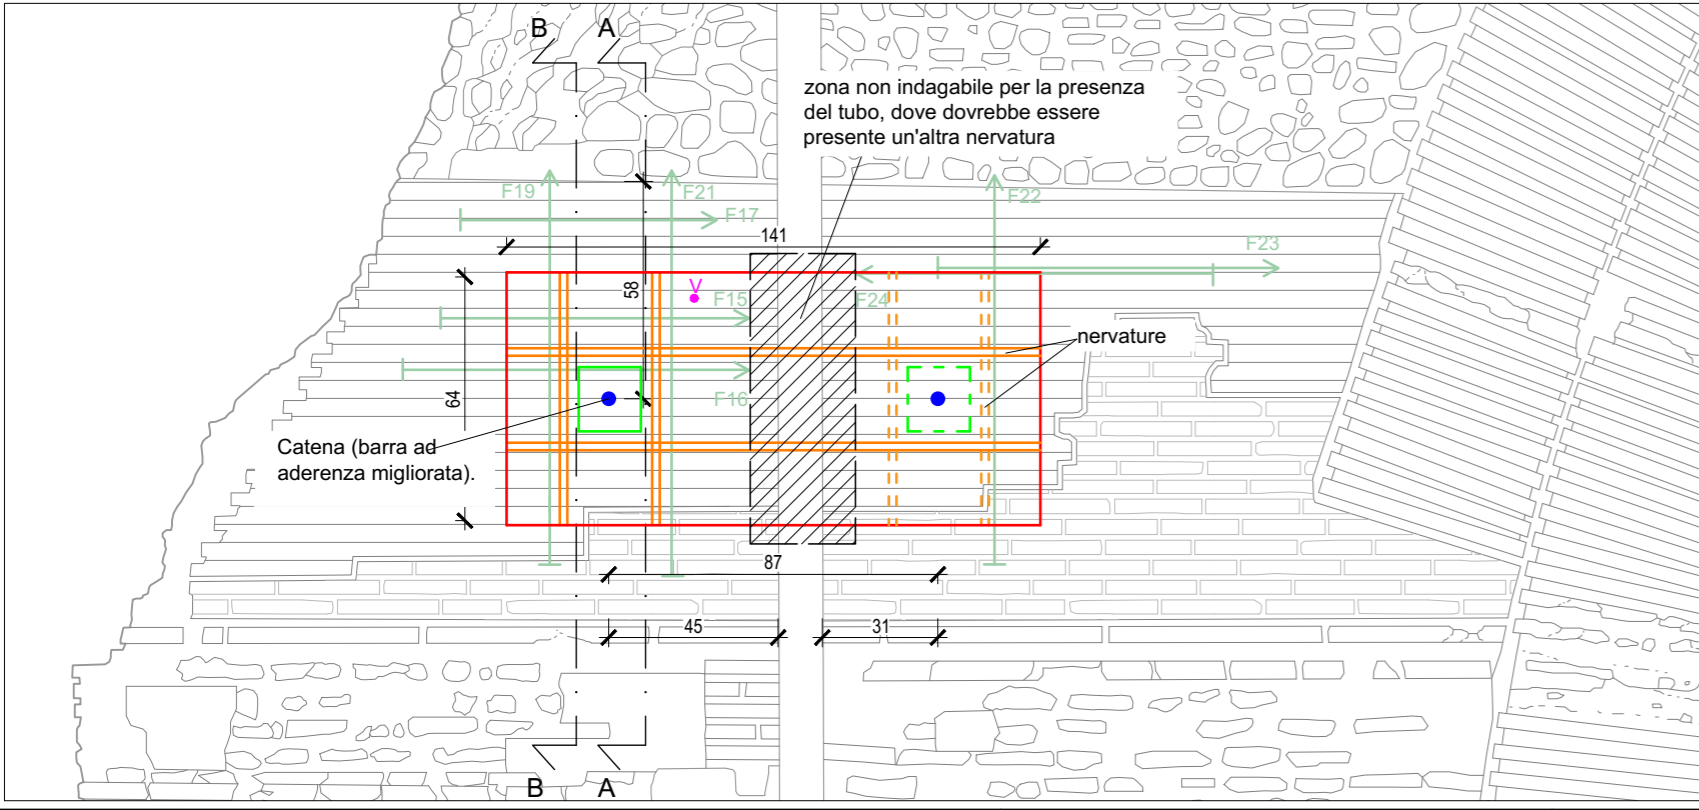 B
A
zona non indagabile per la presenza
del tubo, dove dovrebbe essere
presente un'altra nervatura
F19
F21
F22
F17
141
F23
58
V
F15
F24
nervature
64
F16
Catena (barra ad
aderenza migliorata).
87
45
31
B
A